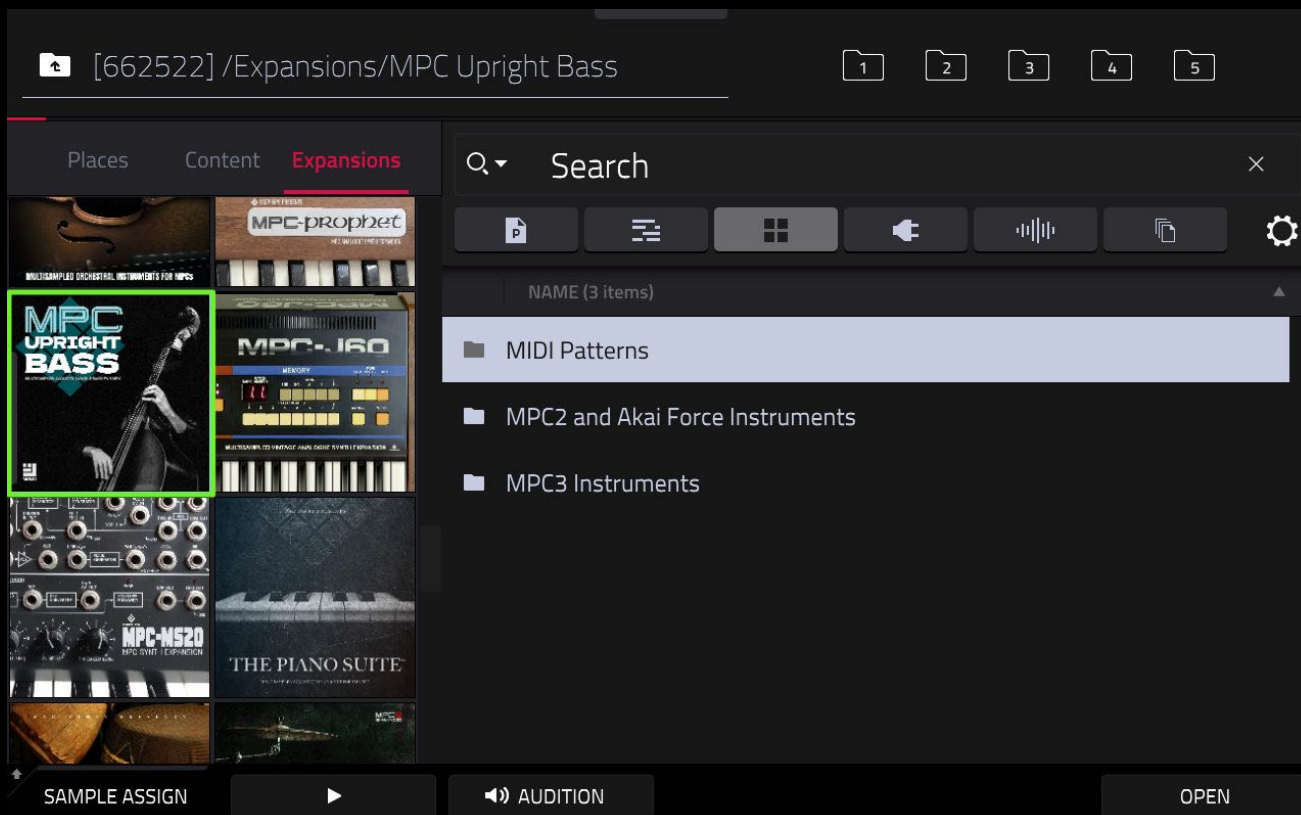 [662522] /Expansions/MPC Upright Bass
1 2 3 4 5
Places Content Expansions
Search
P
NAME (3 items)
MIDI Patterns
MPC2 and Akai Force Instruments
MPC3 Instruments
MULTISAMPLED ORCHESTRAL INSTRUMENTS FOR MPCs
MPC-prophet
MPC
UPRIGHT
BASS
MPC-J60
MEMORY
MULTISAMPLED VINTAGE ANALOGUE SYNTH EXPANSION
MPC-MS20
MPC SYNTH EXPANSION
THE PIANO SUITE
SAMPLE ASSIGN
AUDITION
OPEN